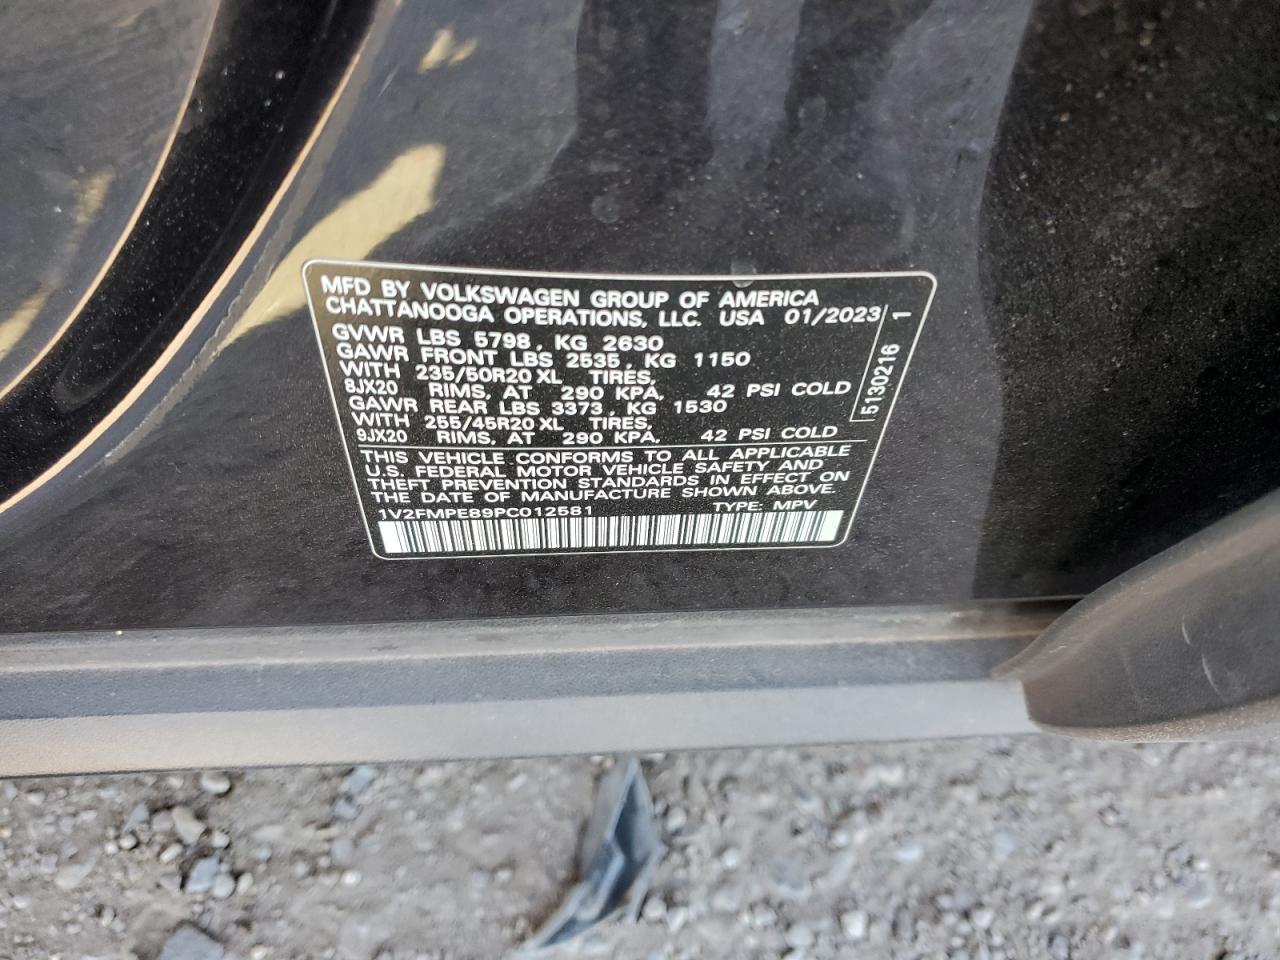 MFD BY VOLKSWAGEN GROUP OF AMERICA
CHATTANOOGA OPERATIONS, LLC. USA 01/2023
GVWR LBS 5798, KG 2630
GAWR FRONT LBS 2535, KG 1150
WITH 235/50R20 XL TIRES,
8JX20 RIMS, AT 290 KPA, 42 PSI COLD
GAWR REAR LBS 3373, KG 1530
WITH 255/45R20 XL TIRES,
9JX20 RIMS, AT 290 KPA, 42 PSI COLD
5130216 1
THIS VEHICLE CONFORMS TO ALL APPLICABLE
U.S. FEDERAL MOTOR VEHICLE SAFETY AND
THEFT PREVENTION STANDARDS IN EFFECT ON
THE DATE OF MANUFACTURE SHOWN ABOVE.
1V2FMPE89PC012581 TYPE: MPV